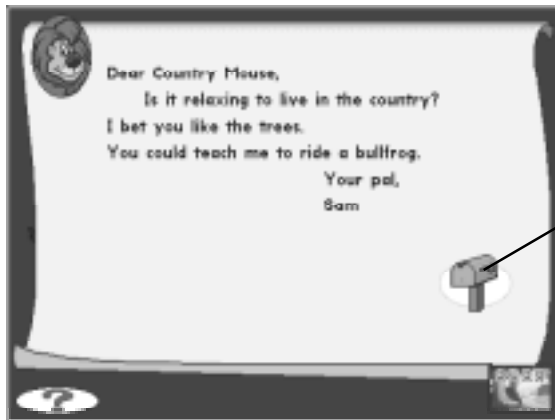 Dear Country Mouse,
Is it relaxing to live in the country?
I bet you like the trees.
You could teach me to ride a bullfrog.
Your pal,
Sam
?